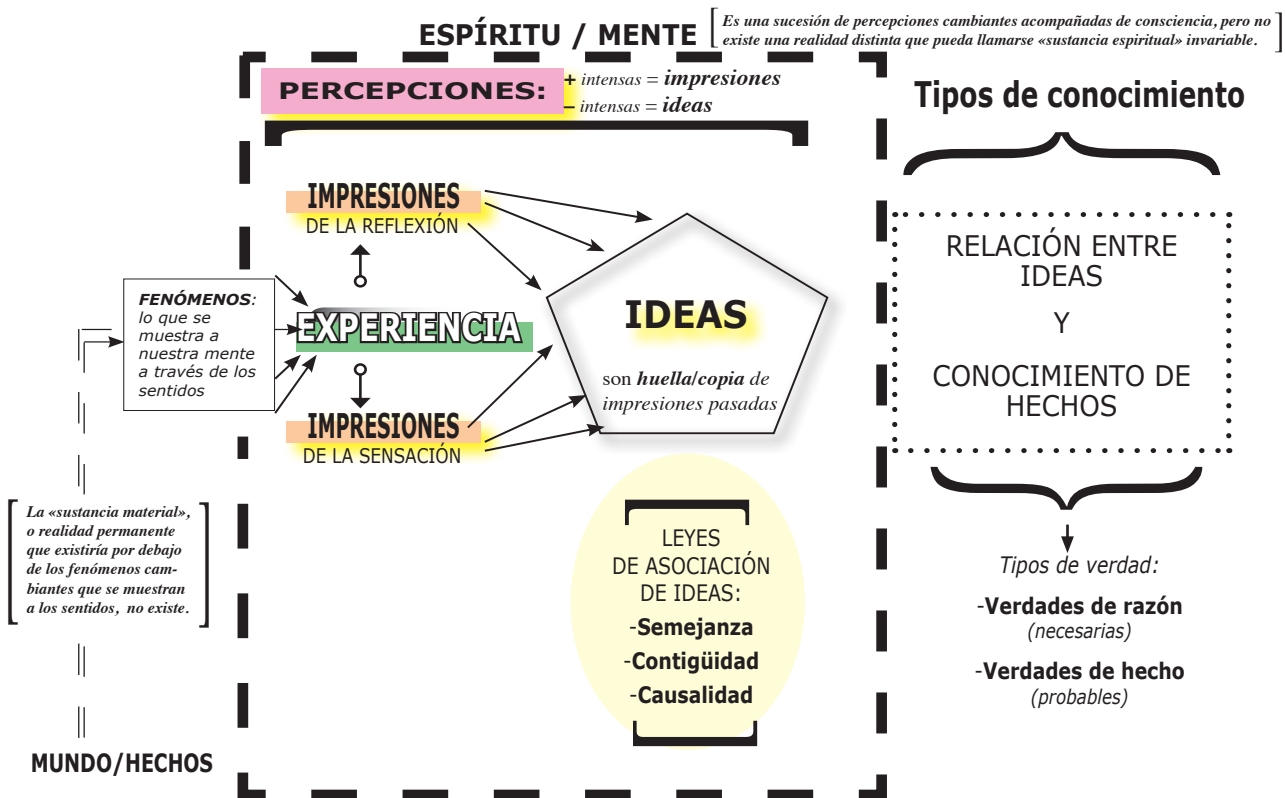 ESPÍRITU / MENTE
Es una sucesión de percepciones cambiantes acompañadas de consciencia, pero no
existe una realidad distinta que pueda llamarse «sustancia espiritual» invariable.
PERCEPCIONES:
+ intensas = impresiones
– intensas = ideas
IMPRESIONES
DE LA REFLEXIÓN
FENÓMENOS:
lo que se
muestra a
nuestra mente
a través de los
sentidos
EXPERIENCIA
IMPRESIONES
DE LA SENSACIÓN
IDEAS
son huella/copia de
impresiones pasadas
LEYES
DE ASOCIACIÓN
DE IDEAS:
-Semejanza
-Contigüidad
-Causalidad
La «sustancia material»,
o realidad permanente
que existiría por debajo
de los fenómenos cam-
biantes que se muestran
a los sentidos, no existe.
MUNDO/HECHOS
Tipos de conocimiento
RELACIÓN ENTRE
IDEAS
Y
CONOCIMIENTO DE
HECHOS
Tipos de verdad:
-Verdades de razón
(necesarias)
-Verdades de hecho
(probables)